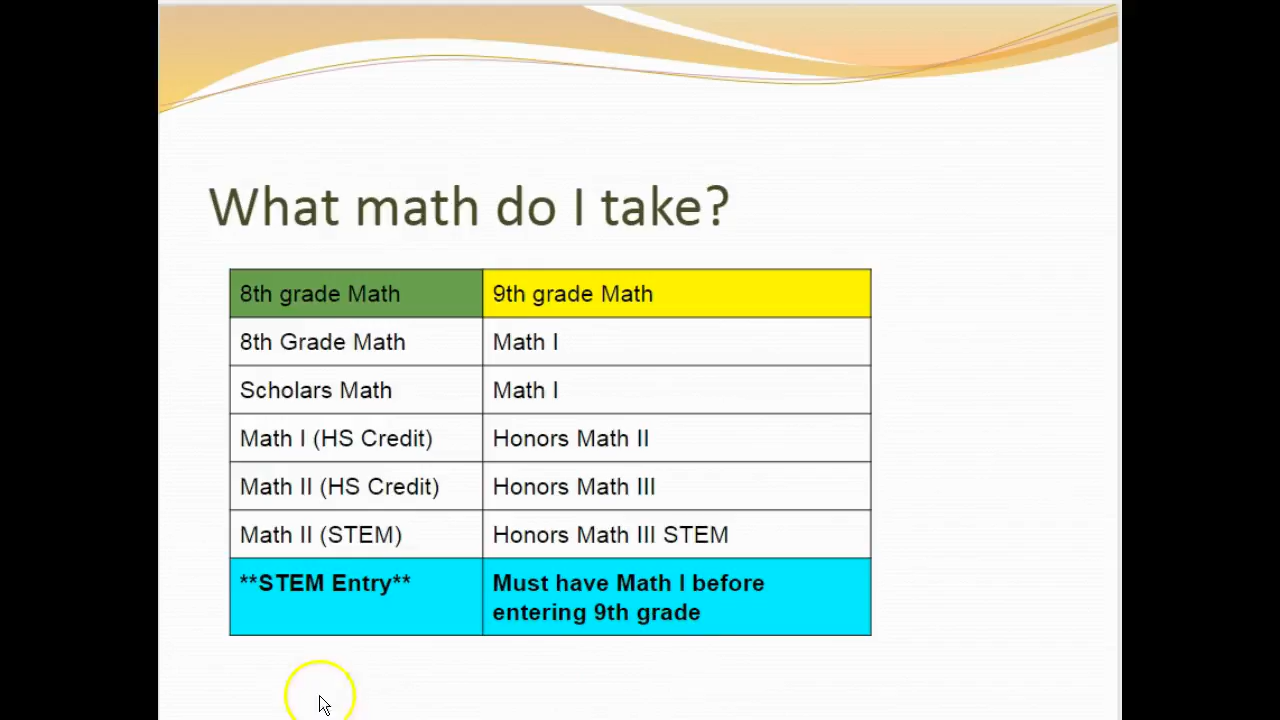 What math do I take?
8th grade Math 9th grade Math
8th Grade Math Math I
Scholars Math Math I
Math I (HS Credit) Honors Math II
Math II (HS Credit) Honors Math III
Math II (STEM) Honors Math III STEM
**STEM Entry** Must have Math I before
entering 9th grade